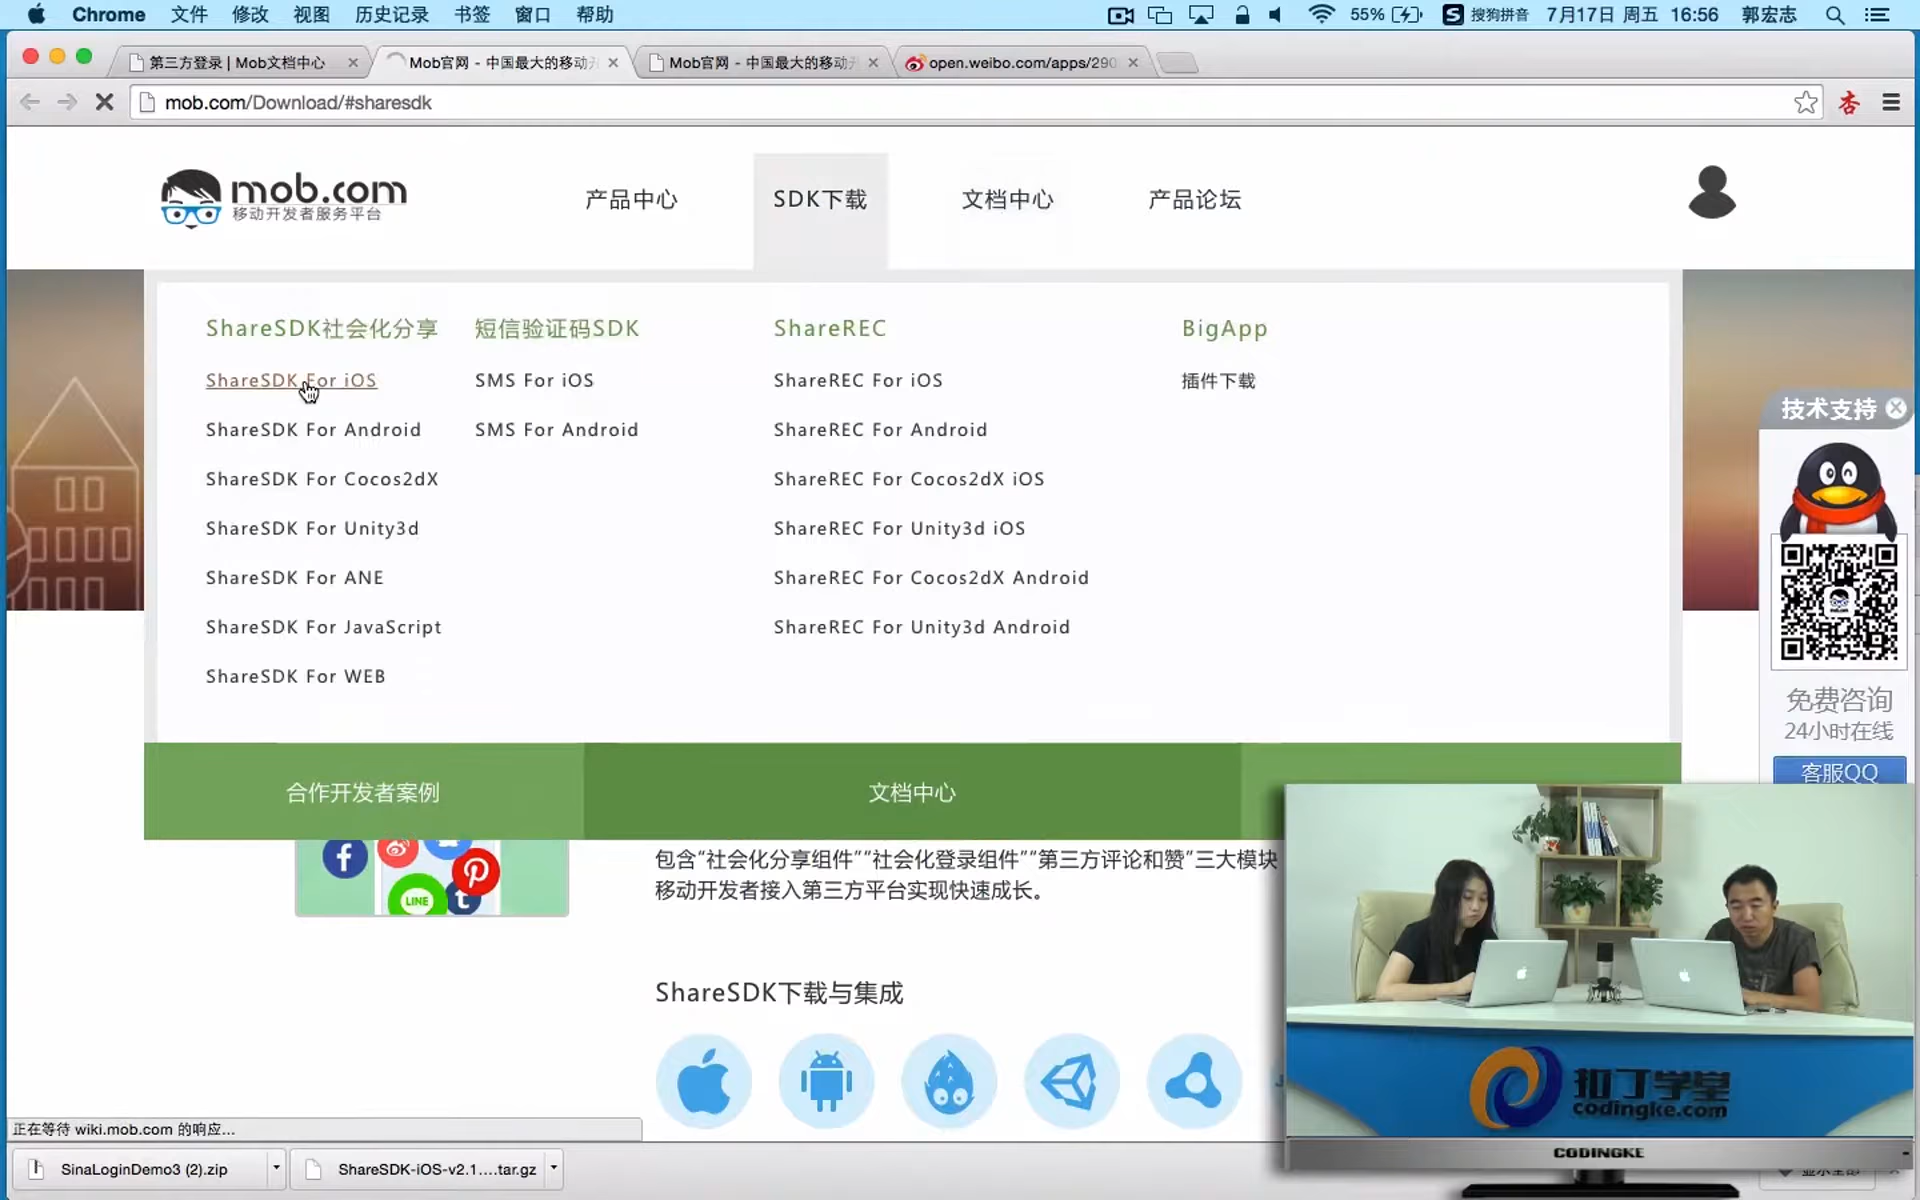 Chrome 文件 修改 视图 历史记录 书签 窗口 帮助 55% S 搜狗拼音 7月17日 周五 16:56 郭宏志
第三方登录 | Mob文档中心 Mob官网 - 中国最大的移动开 Mob官网 - 中国最大的移动开 open.weibo.com/apps/290
mob.com/Download/#sharesdk 杏
mob.com
移动开发者服务平台
产品中心 SDK下载 文档中心 产品论坛
ShareSDK社会化分享 短信验证码SDK ShareREC BigApp
ShareSDK For iOS SMS For iOS ShareREC For iOS 插件下载
ShareSDK For Android SMS For Android ShareREC For Android
ShareSDK For Cocos2dX ShareREC For Cocos2dX iOS
ShareSDK For Unity3d ShareREC For Unity3d iOS
ShareSDK For ANE ShareREC For Cocos2dX Android
ShareSDK For JavaScript ShareREC For Unity3d Android
ShareSDK For WEB
技术支持
免费咨询
24小时在线
客服QQ
合作开发者案例 文档中心
包含“社会化分享组件”“社会化登录组件”“第三方评论和赞”三大模块
移动开发者接入第三方平台实现快速成长。
LINE
ShareSDK下载与集成
扣丁学堂
codingke.com
CODINGKE
正在等待 wiki.mob.com 的响应...
SinaLoginDemo3 (2).zip ShareSDK-iOS-v2.1....tar.gz